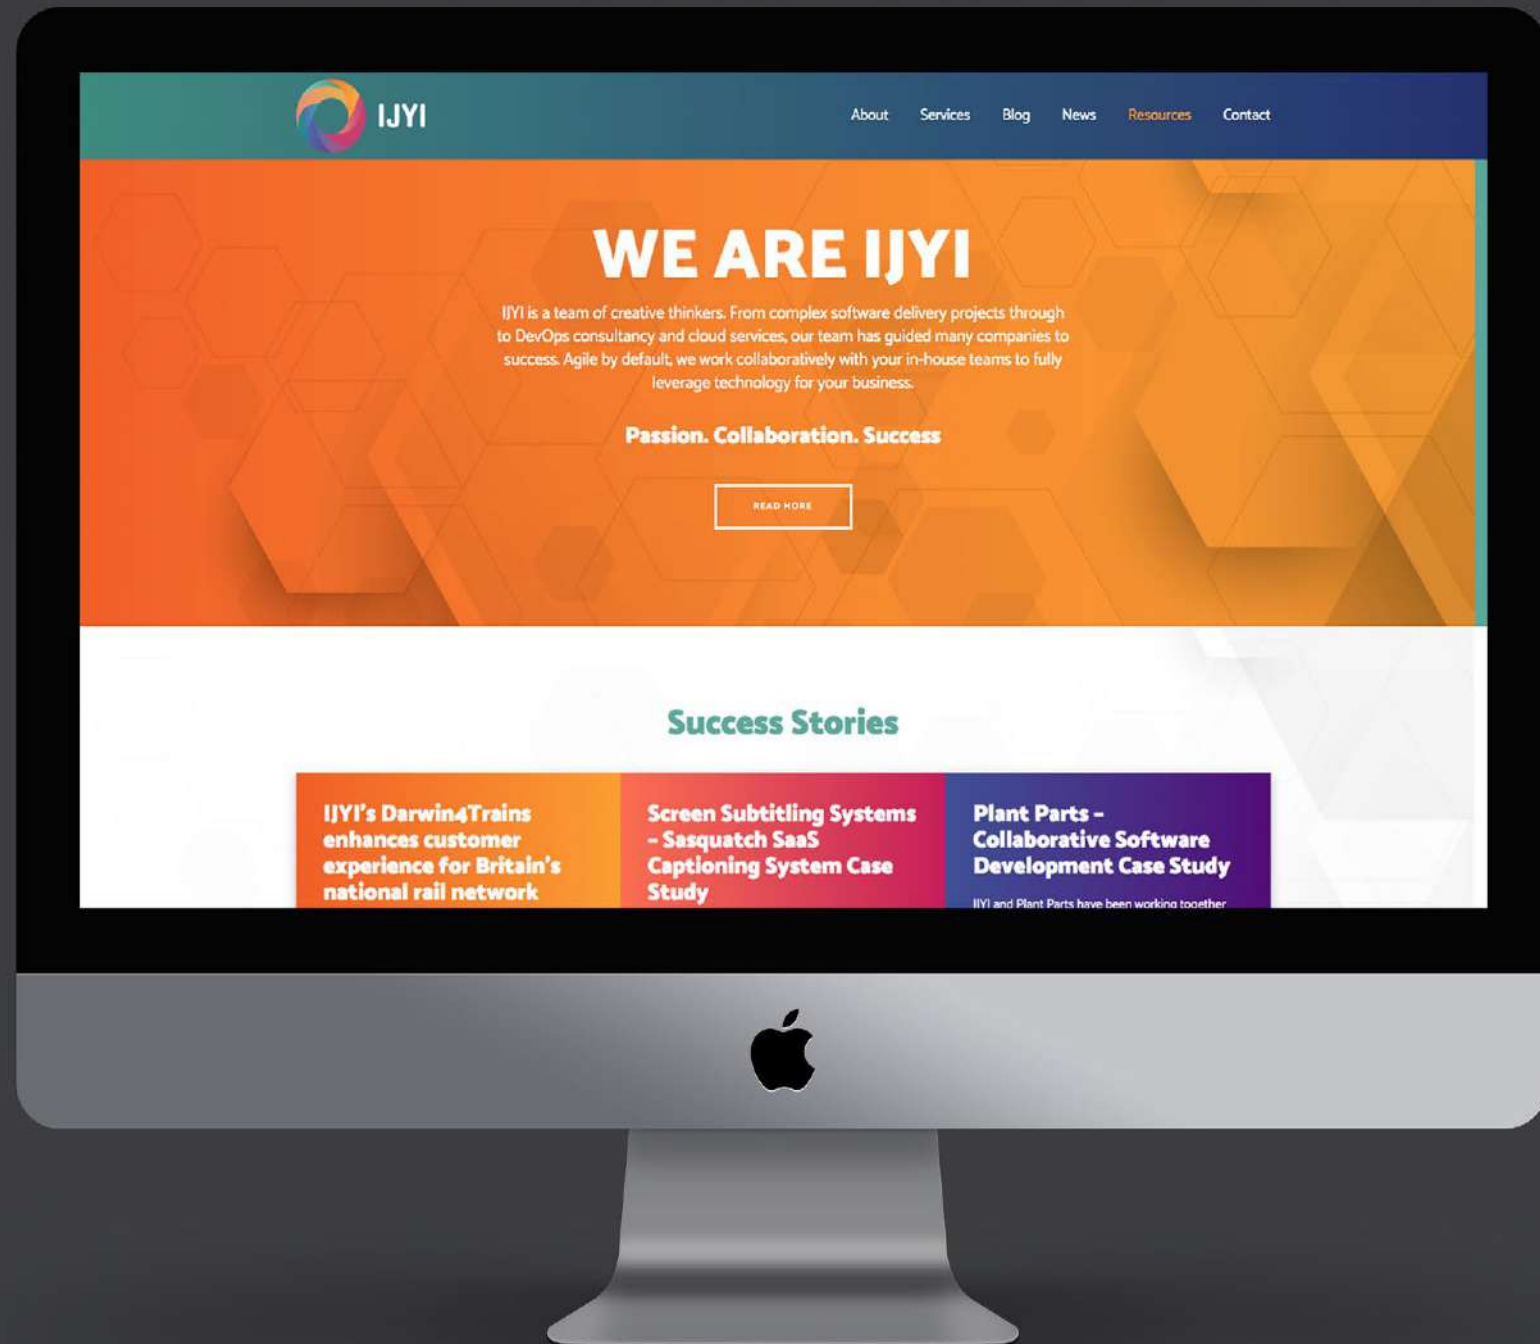 IJYI
About Services Blog News Resources Contact
WE ARE IJYI
IJYI is a team of creative thinkers. From complex software delivery projects through
to DevOps consultancy and cloud services, our team has guided many companies to
success. Agile by default, we work collaboratively with your in-house teams to fully
leverage technology for your business.
Passion. Collaboration. Success
READ MORE
Success Stories
IJYI's Darwin4Trains
enhances customer
experience for Britain's
national rail network
Screen Subtitling Systems
– Sasquatch SaaS
Captioning System Case
Study
Plant Parts –
Collaborative Software
Development Case Study
IJYI and Plant Parts have been working together